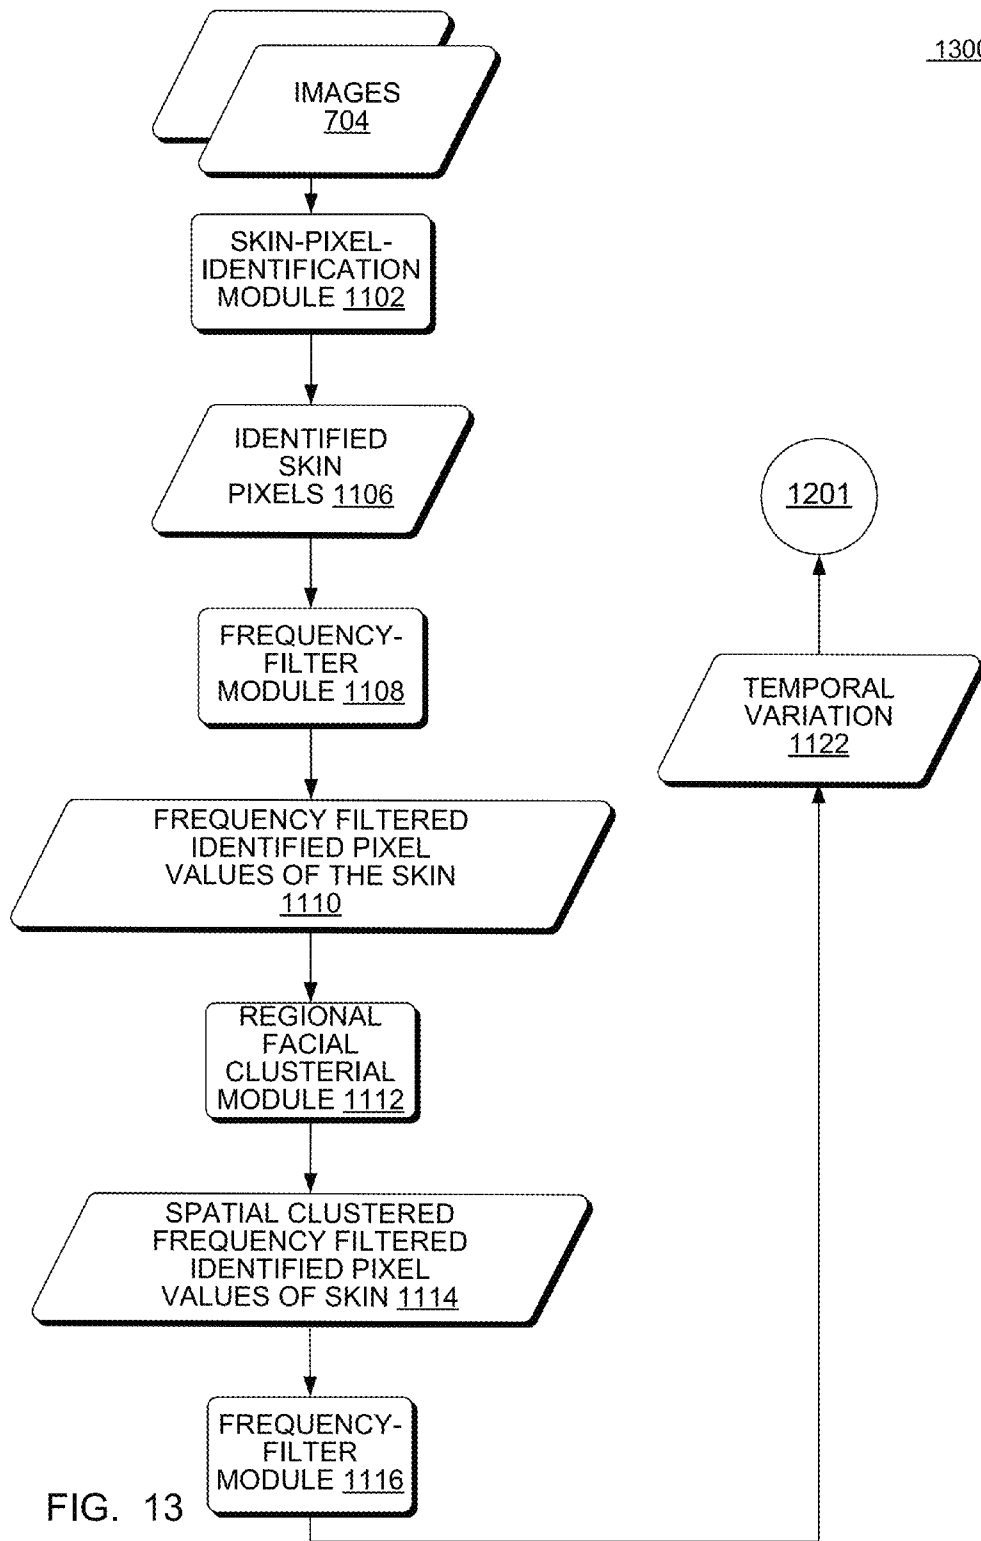 1300
IMAGES
704
SKIN-PIXEL-
IDENTIFICATION
MODULE 1102
IDENTIFIED
SKIN
PIXELS 1106
FREQUENCY-
FILTER
MODULE 1108
FREQUENCY FILTERED
IDENTIFIED PIXEL
VALUES OF THE SKIN
1110
REGIONAL
FACIAL
CLUSTERIAL
MODULE 1112
SPATIAL CLUSTERED
FREQUENCY FILTERED
IDENTIFIED PIXEL
VALUES OF SKIN 1114
FREQUENCY-
FILTER
MODULE 1116
TEMPORAL
VARIATION
1122
1201
FIG. 13